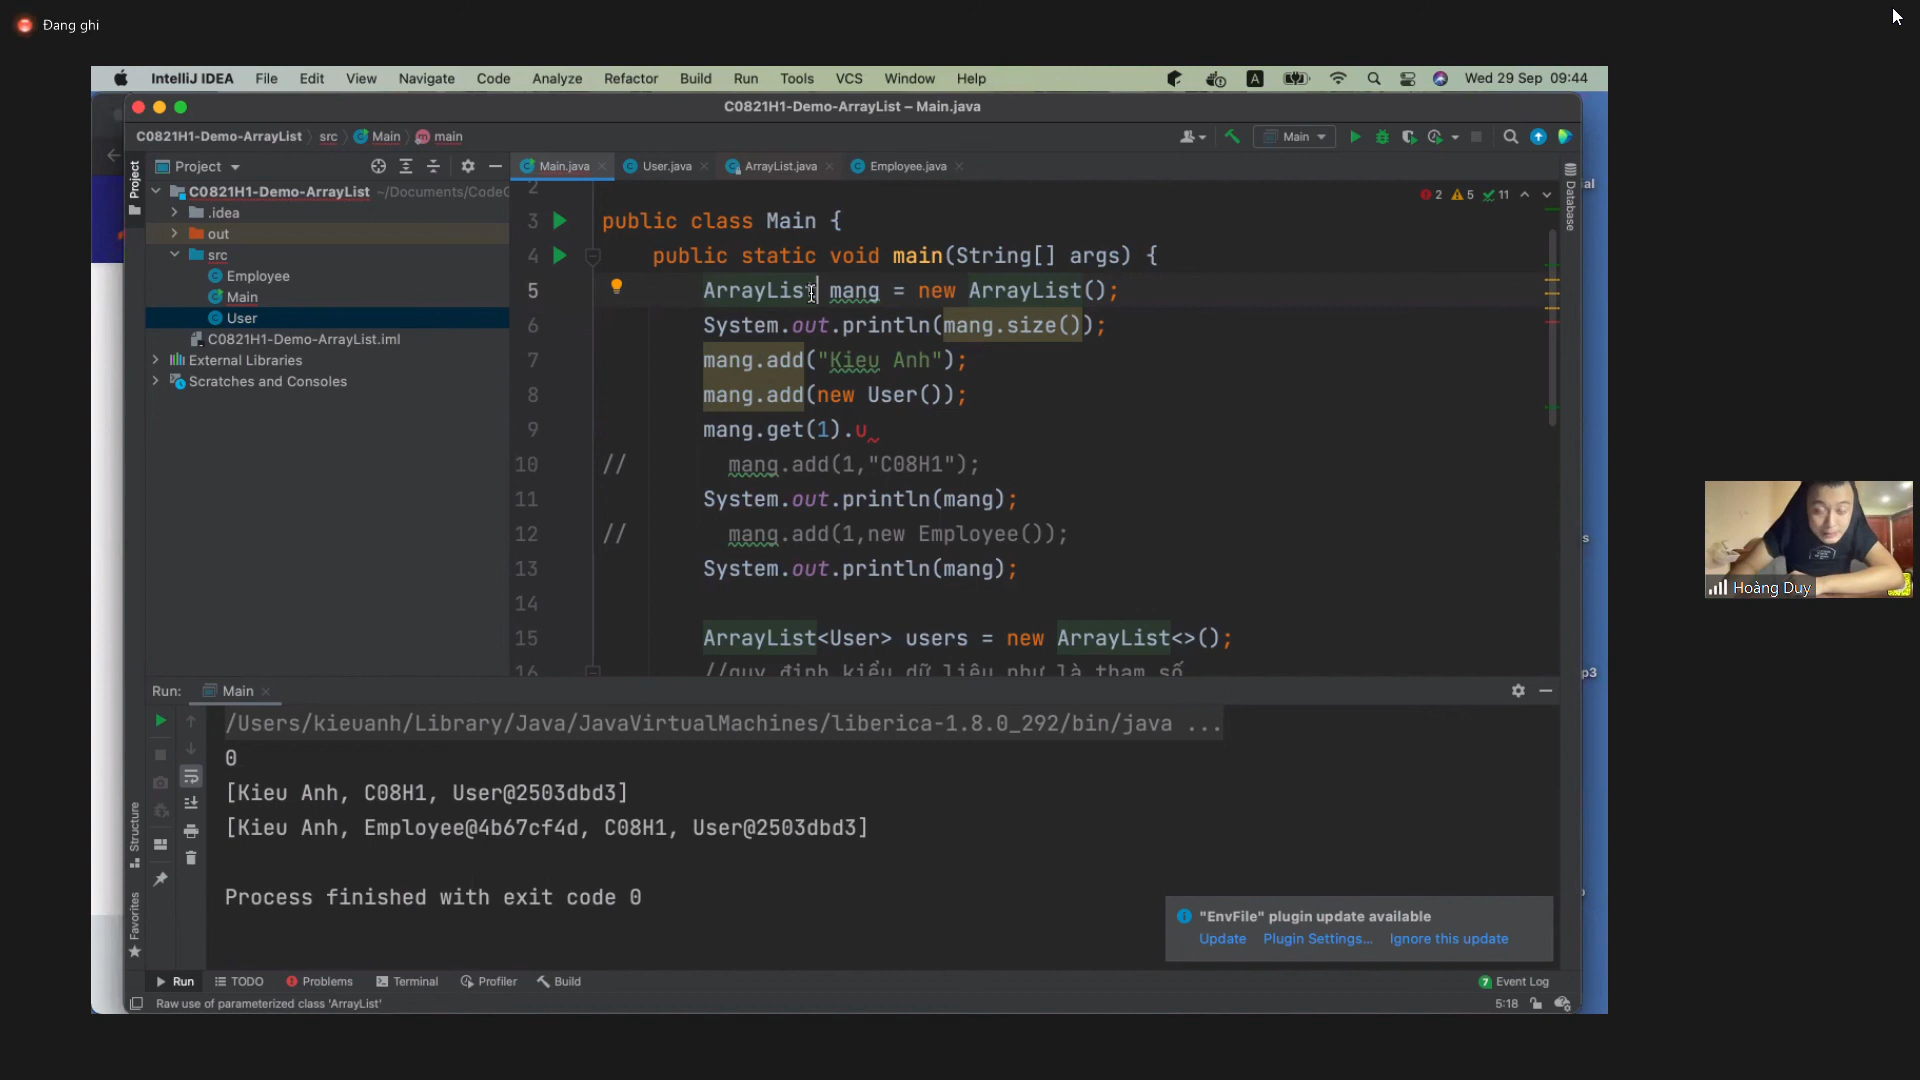 Đang ghi
IntelliJ IDEA File Edit View Navigate Code Analyze Refactor Build Run Tools VCS Window Help
A
Wed 29 Sep 09:44
C0821H1-Demo-ArrayList – Main.java
C0821H1-Demo-ArrayList src Main main
Main
Project
Main.java User.java ArrayList.java Employee.java
Project
Database
C0821H1-Demo-ArrayList ~/Documents/CodeG
.idea
out
src
Employee
Main
User
C0821H1-Demo-ArrayList.iml
External Libraries
Scratches and Consoles
2 5 11
2
3 public class Main {
4 public static void main(String[] args) {
5 ArrayList mang = new ArrayList();
6 System.out.println(mang.size());
7 mang.add("Kieu Anh");
8 mang.add(new User());
9 mang.get(1).u
10 // mang.add(1,"C08H1");
11 System.out.println(mang);
12 // mang.add(1,new Employee());
13 System.out.println(mang);
14
15 ArrayList<User> users = new ArrayList<>();
16 //quy định kiểu dữ liệu như là tham số
ial
s
p3
Hoàng Duy
Run: Main
/Users/kieuanh/Library/Java/JavaVirtualMachines/liberica-1.8.0_292/bin/java ...
0
[Kieu Anh, C08H1, User@2503dbd3]
[Kieu Anh, Employee@4b67cf4d, C08H1, User@2503dbd3]
Process finished with exit code 0
Structure
Favorites
"EnvFile" plugin update available
Update Plugin Settings... Ignore this update
Run TODO Problems Terminal Profiler Build
7 Event Log
Raw use of parameterized class 'ArrayList'
5:18